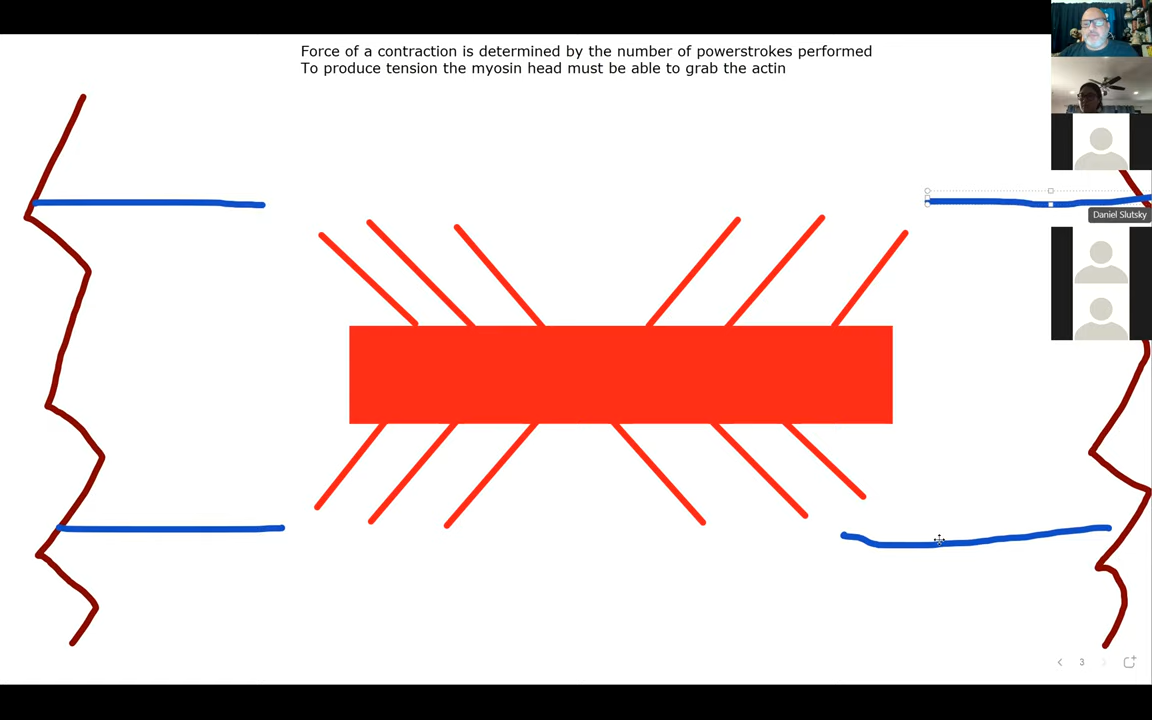 Force of a contraction is determined by the number of powerstrokes performed
To produce tension the myosin head must be able to grab the actin
Daniel Slutsky
3